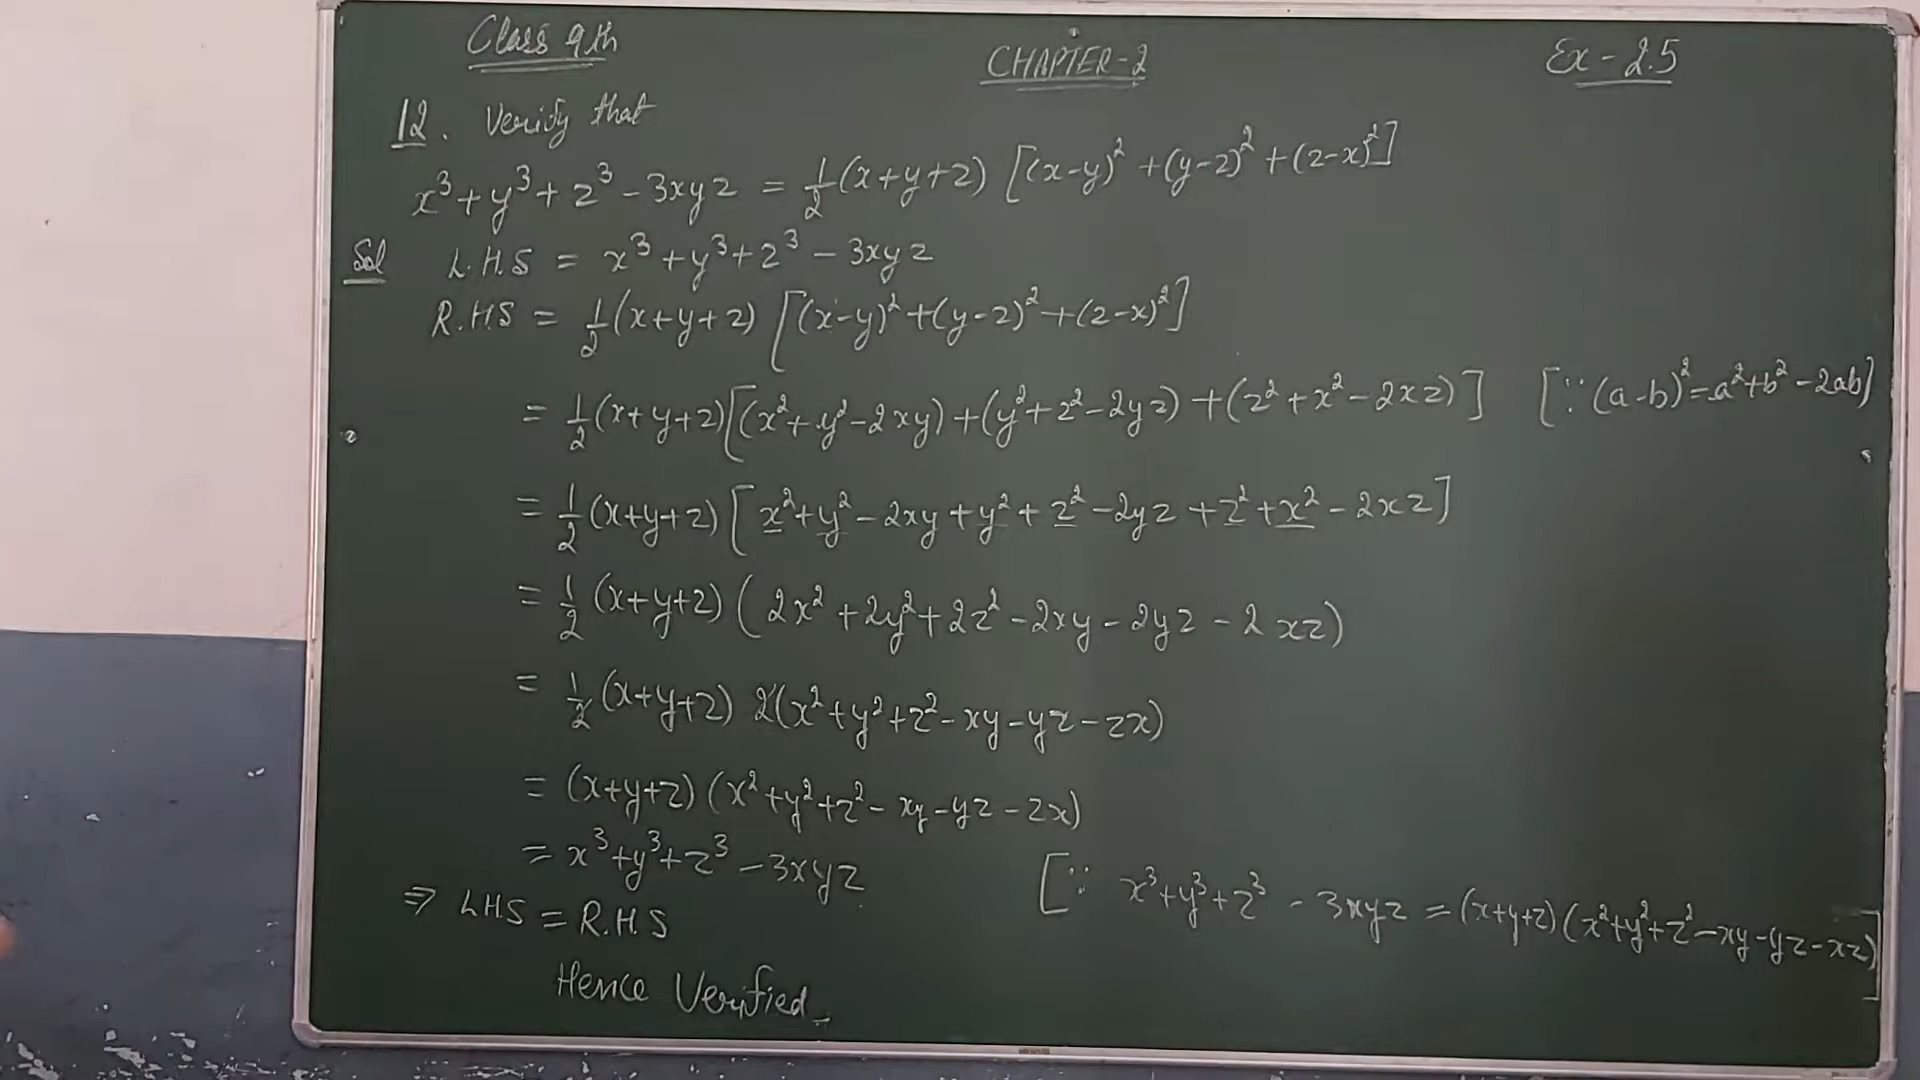 Class 9th CHAPTER-2 Ex-2.5
12. Verify that
x³+y³+z³-3xyz = 1/2(x+y+z) [(x-y)²+(y-z)²+(z-x)²]
Sol L.H.S = x³+y³+z³-3xyz
R.H.S = 1/2(x+y+z) [(x-y)²+(y-z)²+(z-x)²]
= 1/2(x+y+z)[(x²+y²-2xy)+(y²+z²-2yz)+(z²+x²-2xz)] [∵ (a-b)²=a²+b²-2ab]
= 1/2(x+y+z)[x²+y²-2xy+y²+z²-2yz+z²+x²-2xz]
= 1/2(x+y+z)(2x²+2y²+2z²-2xy-2yz-2xz)
= 1/2(x+y+z) 2(x²+y²+z²-xy-yz-zx)
= (x+y+z)(x²+y²+z²-xy-yz-zx)
= x³+y³+z³-3xyz [∵ x³+y³+z³-3xyz=(x+y+z)(x²+y²+z²-xy-yz-xz)]
⇒ LHS = R.H.S
Hence Verified.